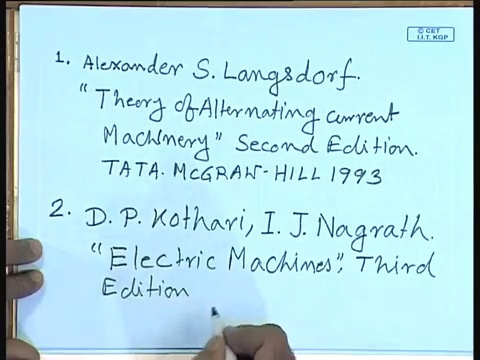 © CET
I.I.T. KGP
1. Alexander S. Langsdorf.
"Theory of Alternating current
Machinery" Second Edition.
TATA. McGRAW-HILL 1993
2. D. P. Kothari, I. J. Nagrath.
"Electric Machines", Third
Edition